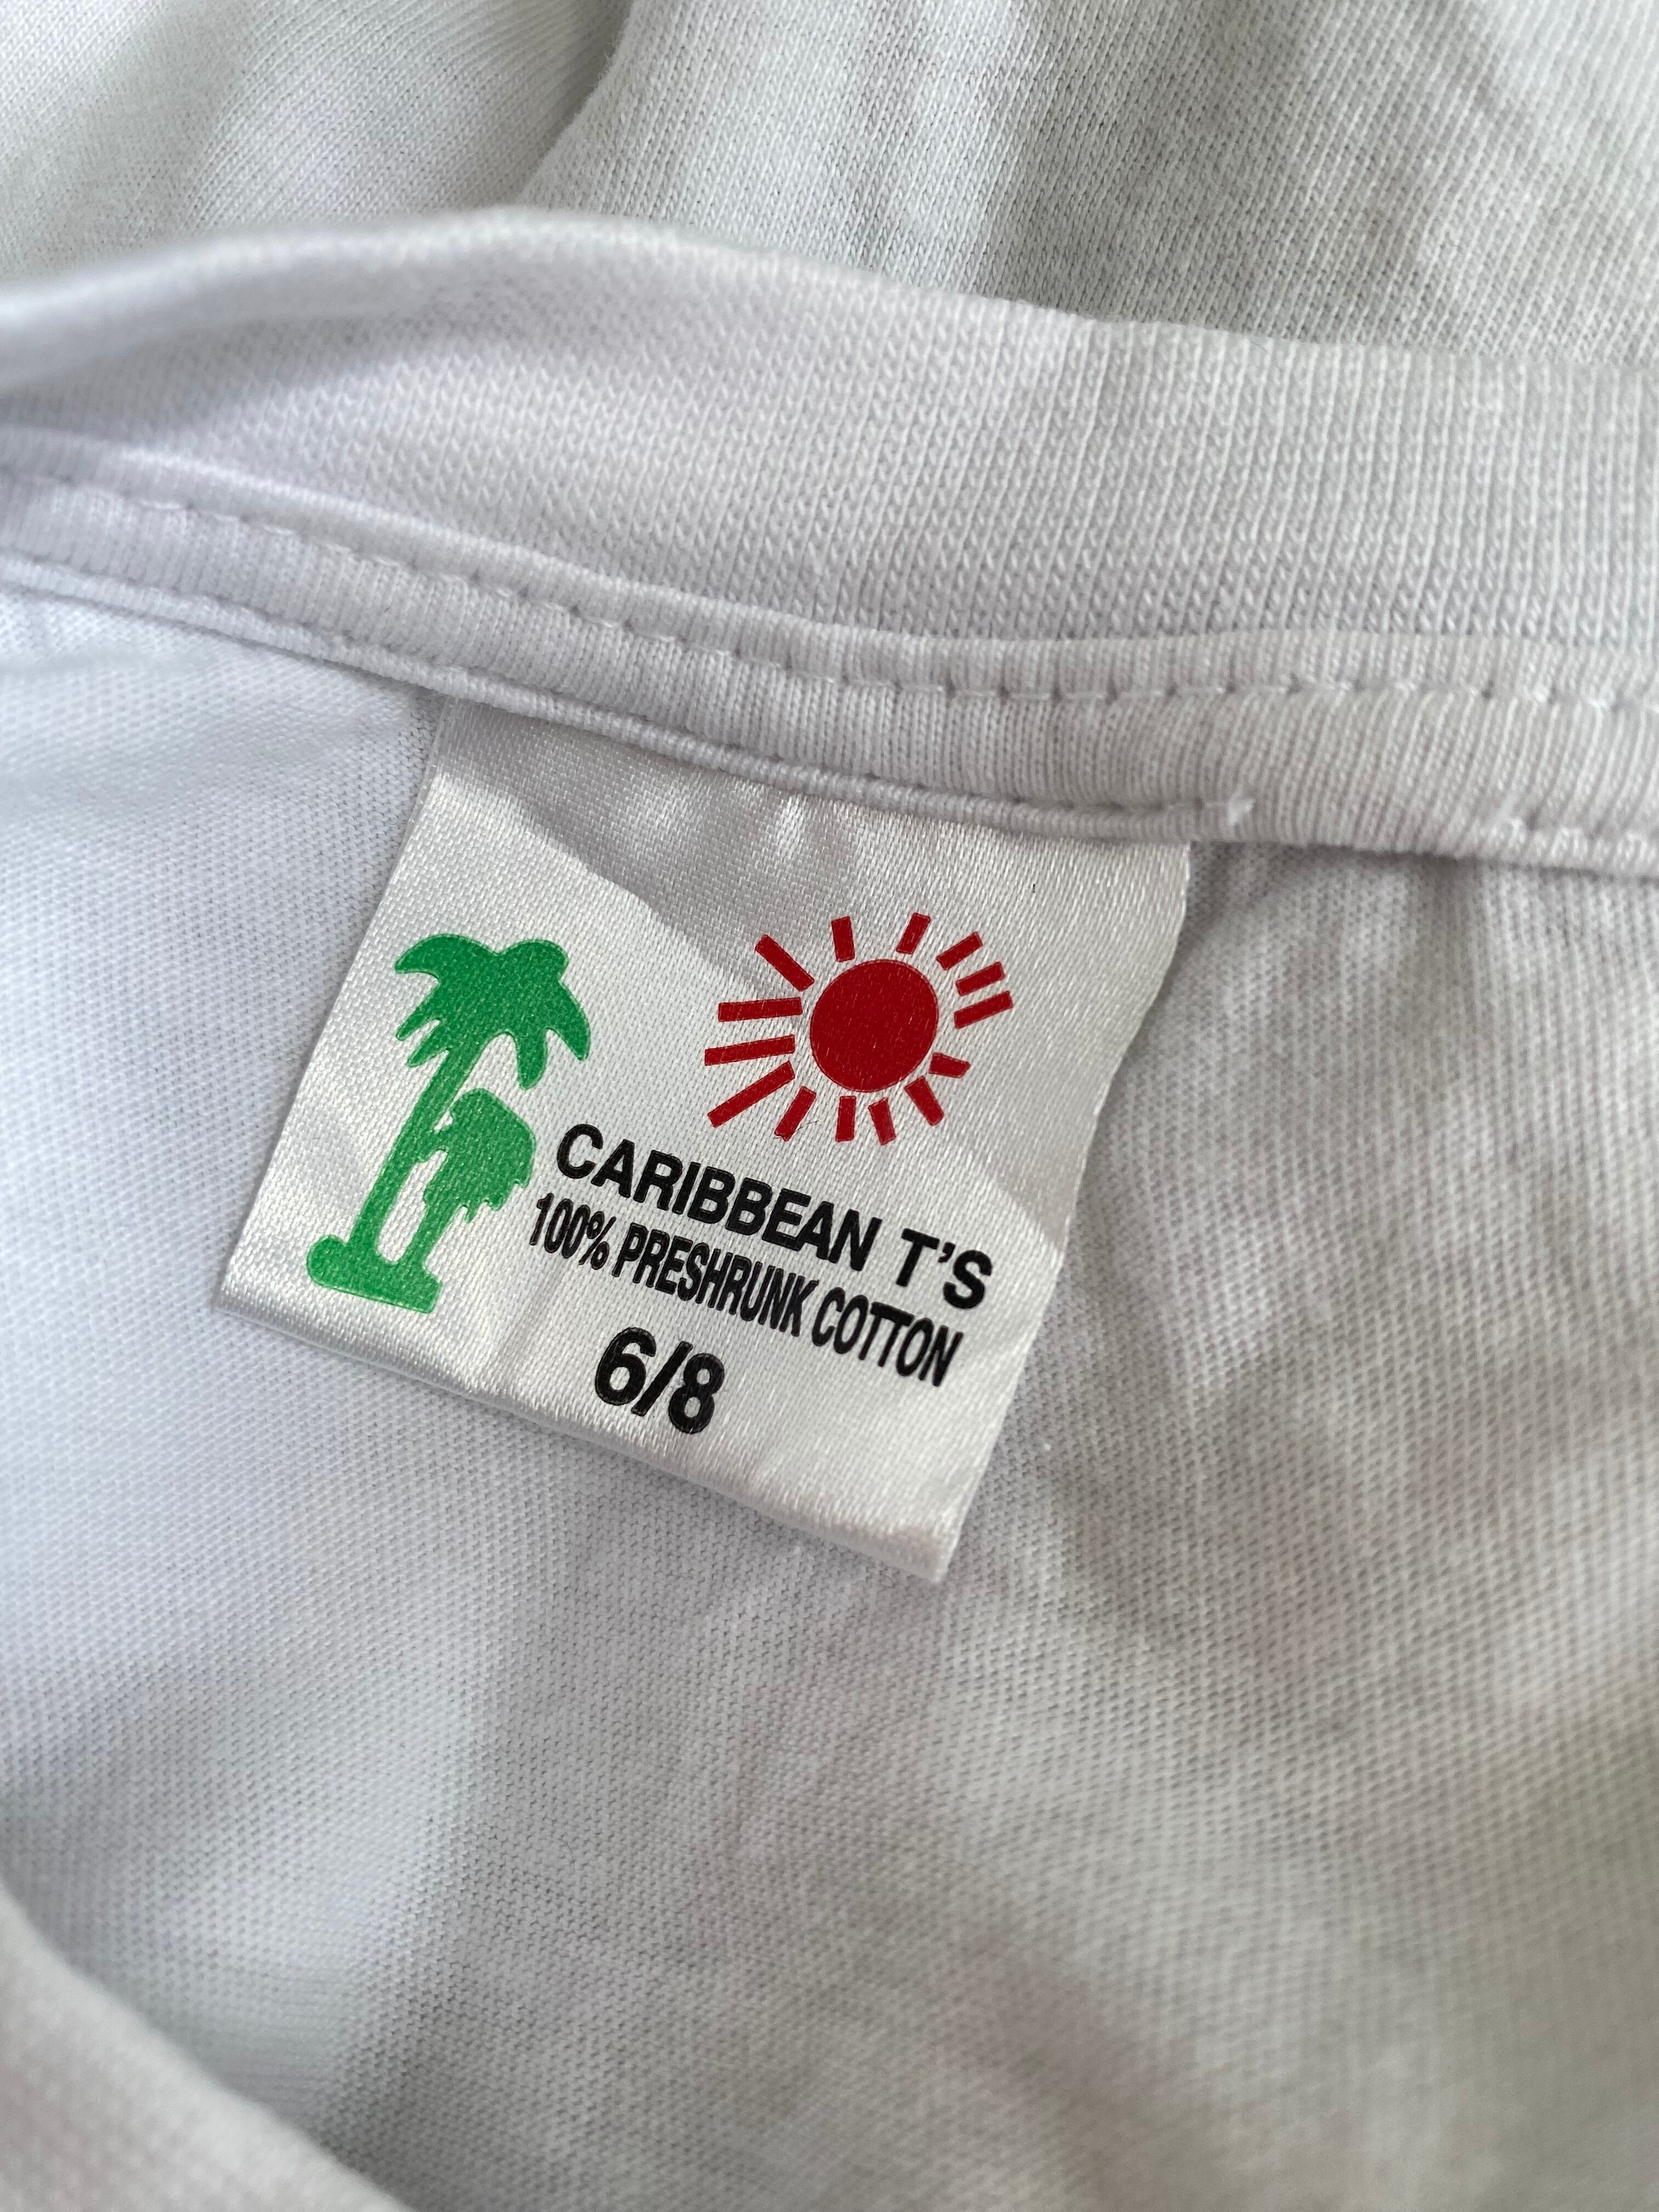 CARIBBEAN T'S
100% PRESHRUNK COTTON
6/8